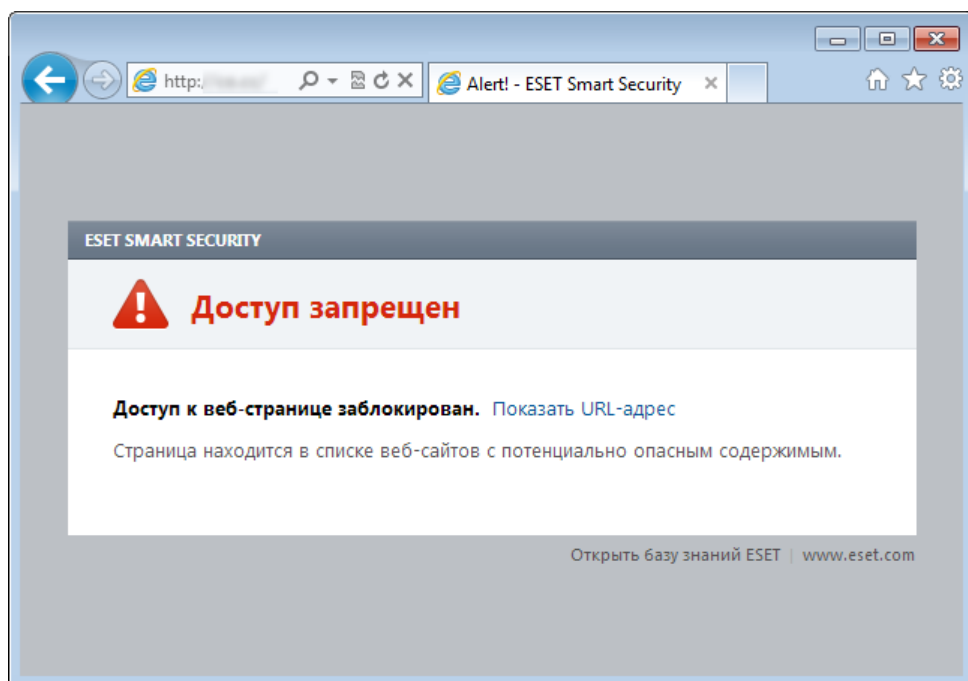 http:/
Alert! - ESET Smart Security
ESET SMART SECURITY
Доступ запрещен
Доступ к веб-странице заблокирован. Показать URL-адрес
Страница находится в списке веб-сайтов с потенциально опасным содержимым.
Открыть базу знаний ESET | www.eset.com